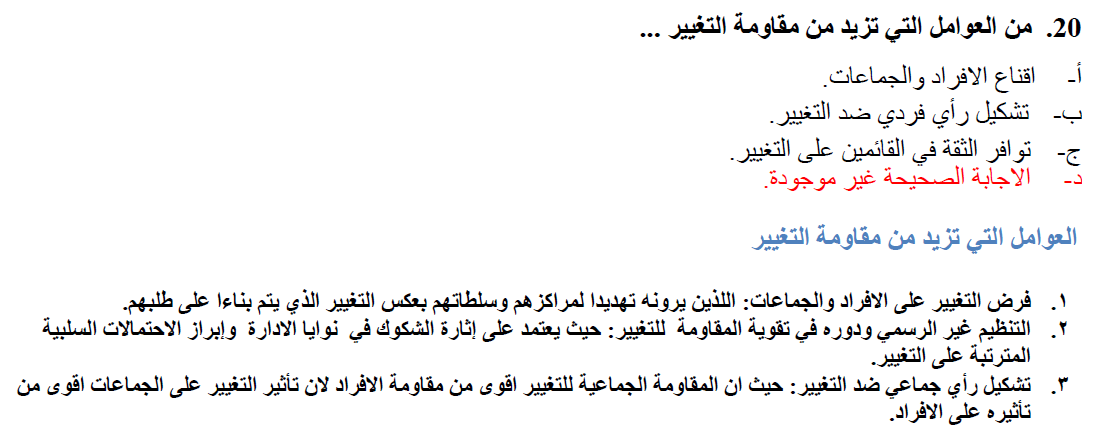 20. من العوامل التي تزيد من مقاومة التغيير ...
أ- اقناع الافراد والجماعات.
ب- تشكيل رأي فردي ضد التغيير.
ج- توافر الثقة في القائمين على التغيير.
د- الاجابة الصحيحة غير موجودة.
العوامل التي تزيد من مقاومة التغيير
١. فرض التغيير على الافراد والجماعات: اللذين يرونه تهديدا لمراكزهم وسلطاتهم بعكس التغيير الذي يتم بناءا على طلبهم.
٢. التنظيم غير الرسمي ودوره في تقوية المقاومة للتغيير: حيث يعتمد على إثارة الشكوك في نوايا الادارة وإبراز الاحتمالات السلبية
المترتبة على التغيير.
٣. تشكيل رأي جماعي ضد التغيير: حيث ان المقاومة الجماعية للتغيير اقوى من مقاومة الافراد لان تأثير التغيير على الجماعات اقوى من
تأثيره على الافراد.